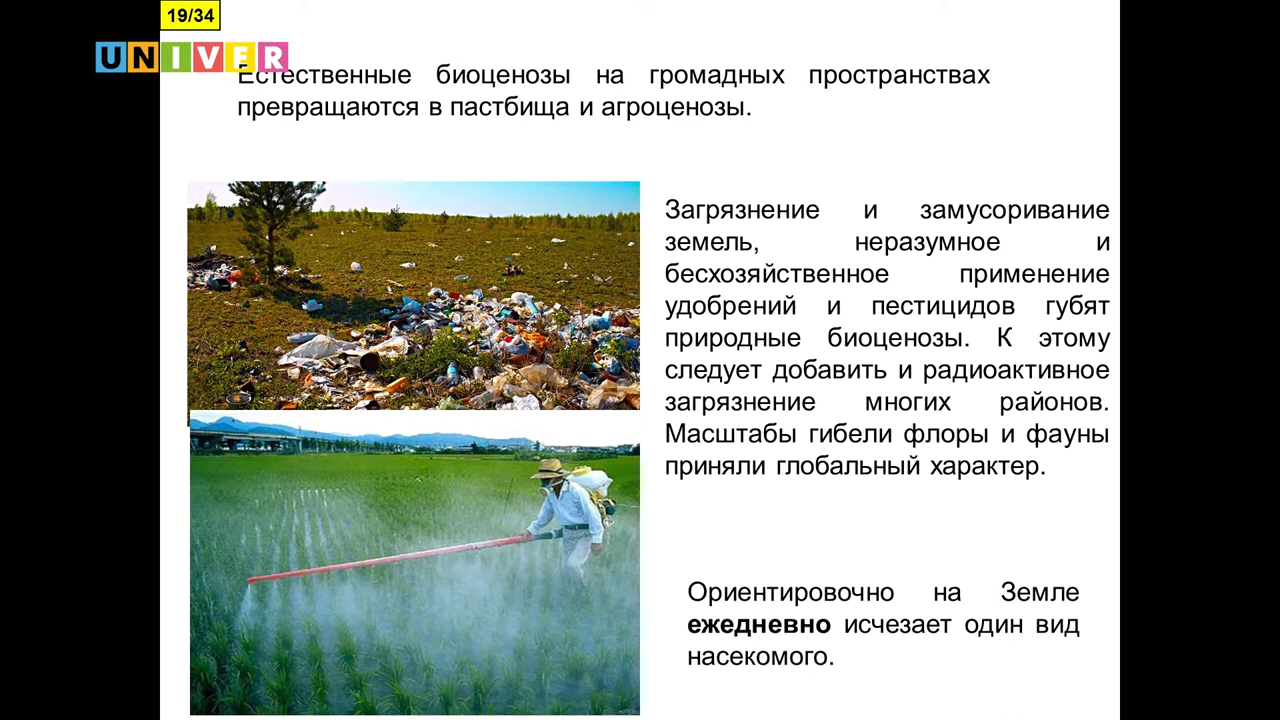 19/34
UNIVER
Естественные биоценозы на громадных пространствах
превращаются в пастбища и агроценозы.
Загрязнение и замусоривание
земель, неразумное и
бесхозяйственное применение
удобрений и пестицидов губят
природные биоценозы. К этому
следует добавить и радиоактивное
загрязнение многих районов.
Масштабы гибели флоры и фауны
приняли глобальный характер.
Ориентировочно на Земле
ежедневно исчезает один вид
насекомого.